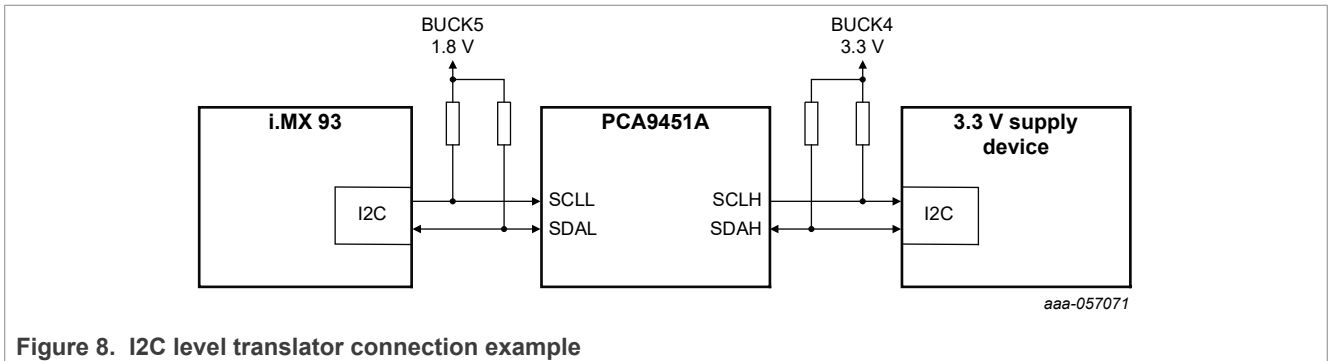 BUCK5
1.8 V
BUCK4
3.3 V
i.MX 93
PCA9451A
3.3 V supply
device
I2C
SCLL
SDAL
SCLH
SDAH
I2C
aaa-057071
Figure 8. I2C level translator connection example